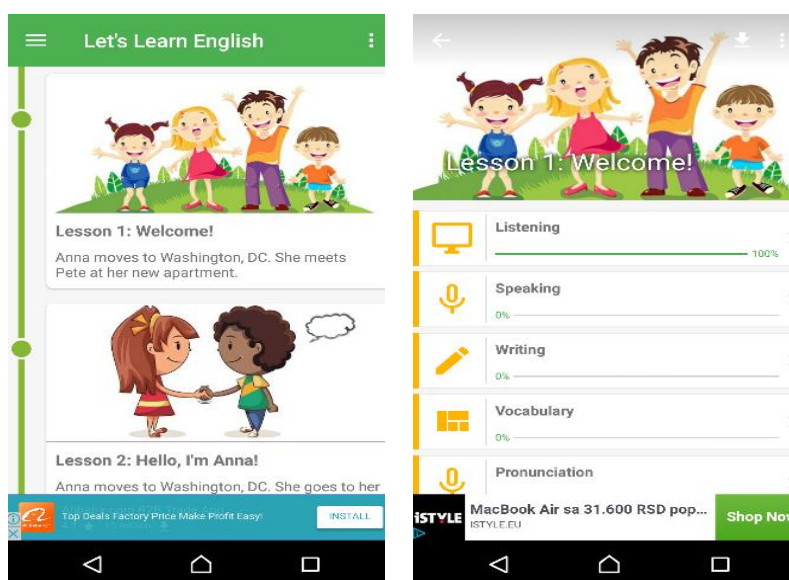 Let's Learn English
Lesson 1: Welcome!
Anna moves to Washington, DC. She meets
Pete at her new apartment.
Lesson 2: Hello, I'm Anna!
Anna moves to Washington, DC. She goes to her
Top Deals Factory Price Make Profit Easy!
INSTALL
Lesson 1: Welcome!
Listening
100%
Speaking
0%
Writing
0%
Vocabulary
0%
Pronunciation
iSTYLE
MacBook Air sa 31.600 RSD pop...
ISTYLE.EU
Shop Now